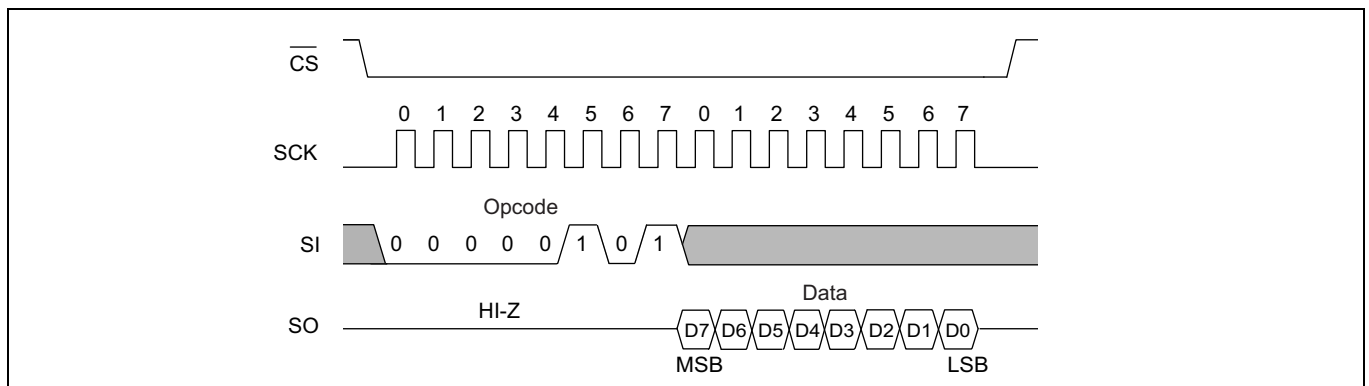 CS
0 1 2 3 4 5 6 7 0 1 2 3 4 5 6 7
SCK
Opcode
SI 0 0 0 0 0 1 0 1
Data
HI-Z
SO D7 D6 D5 D4 D3 D2 D1 D0
MSB LSB